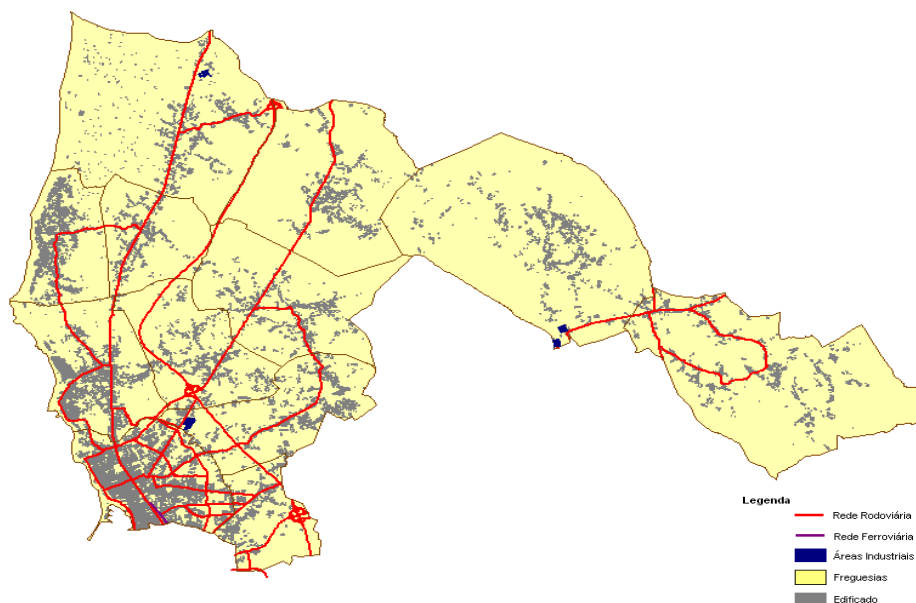 Legenda
Rede Rodoviária
Rede Ferroviária
Áreas Industriais
Freguesias
Edificado